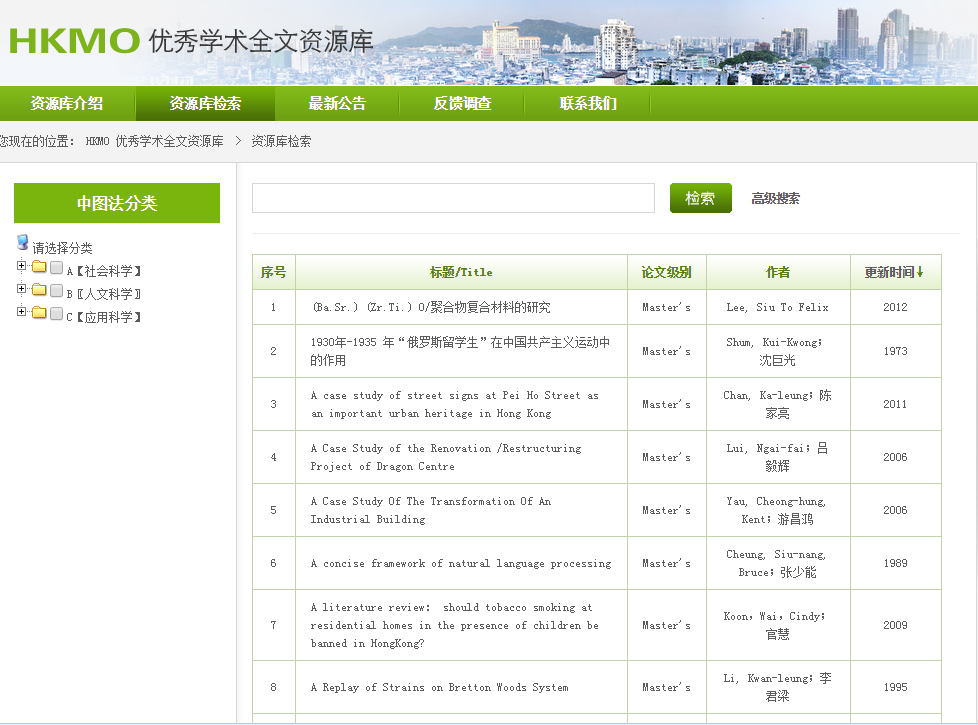 HKMO 优秀学术全文资源库
资源库介绍 资源库检索 最新公告 反馈调查 联系我们
您现在的位置： HKMO 优秀学术全文资源库 > 资源库检索
中图法分类
请选择分类
A【社会科学】
B〖人文科学〗
C【应用科学】
检索 高级搜索
序号 标题/Title 论文级别 作者 更新时间↓
1 (Ba.Sr.) (Zr.Ti.) O/聚合物复合材料的研究 Master's Lee, Siu To Felix 2012
2 1930年-1935 年“俄罗斯留学生”在中国共产主义运动中
的作用 Master's Shum, Kui-Kwong；
沈巨光 1973
3 A case study of street signs at Pei Ho Street as
an important urban heritage in Hong Kong Master's Chan, Ka-leung；陈
家亮 2011
4 A Case Study of the Renovation /Restructuring
Project of Dragon Centre Master's Lui, Ngai-fai；吕
毅辉 2006
5 A Case Study Of The Transformation Of An
Industrial Building Master's Yau, Cheong-hung,
Kent；游昌鸿 2006
6 A concise framework of natural language processing Master's Cheung, Siu-nang,
Bruce；张少能 1989
7 A literature review： should tobacco smoking at
residential homes in the presence of children be
banned in HongKong? Master's Koon，Wai，Cindy；
官慧 2009
8 A Replay of Strains on Bretton Woods System Master's Li, Kwan-leung；李
君梁 1995